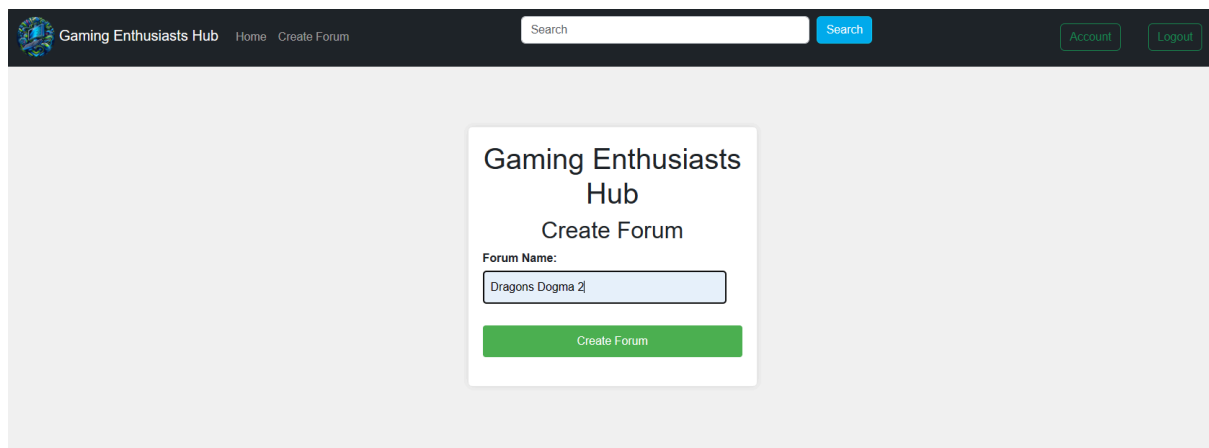 Gaming Enthusiasts Hub Home Create Forum Search Search Account Logout
Gaming Enthusiasts
Hub
Create Forum
Forum Name:
Dragons Dogma 2
Create Forum